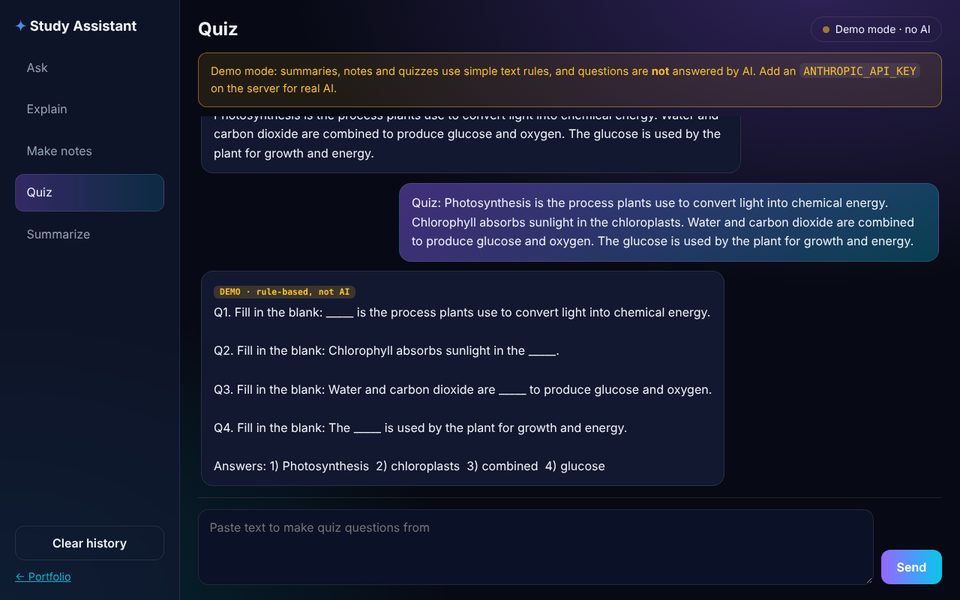 ✦ Study Assistant
Ask
Explain
Make notes
Quiz
Summarize
Clear history
← Portfolio
Quiz
Demo mode · no AI
Demo mode: summaries, notes and quizzes use simple text rules, and questions are not answered by AI. Add an ANTHROPIC_API_KEY
on the server for real AI.
Photosynthesis is the process plants use to convert light into chemical energy. Water and
carbon dioxide are combined to produce glucose and oxygen. The glucose is used by the
plant for growth and energy.
Quiz: Photosynthesis is the process plants use to convert light into chemical energy.
Chlorophyll absorbs sunlight in the chloroplasts. Water and carbon dioxide are combined
to produce glucose and oxygen. The glucose is used by the plant for growth and energy.
DEMO · rule-based, not AI
Q1. Fill in the blank: _____ is the process plants use to convert light into chemical energy.
Q2. Fill in the blank: Chlorophyll absorbs sunlight in the _____.
Q3. Fill in the blank: Water and carbon dioxide are _____ to produce glucose and oxygen.
Q4. Fill in the blank: The _____ is used by the plant for growth and energy.
Answers: 1) Photosynthesis  2) chloroplasts  3) combined  4) glucose
Paste text to make quiz questions from
Send